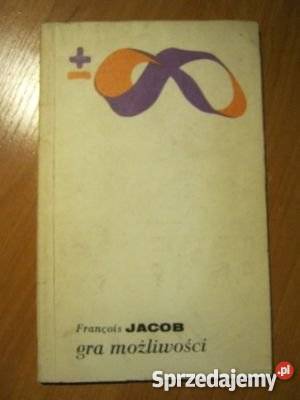 ±∞
François JACOB
gra możliwości
Sprzedajemy.pl